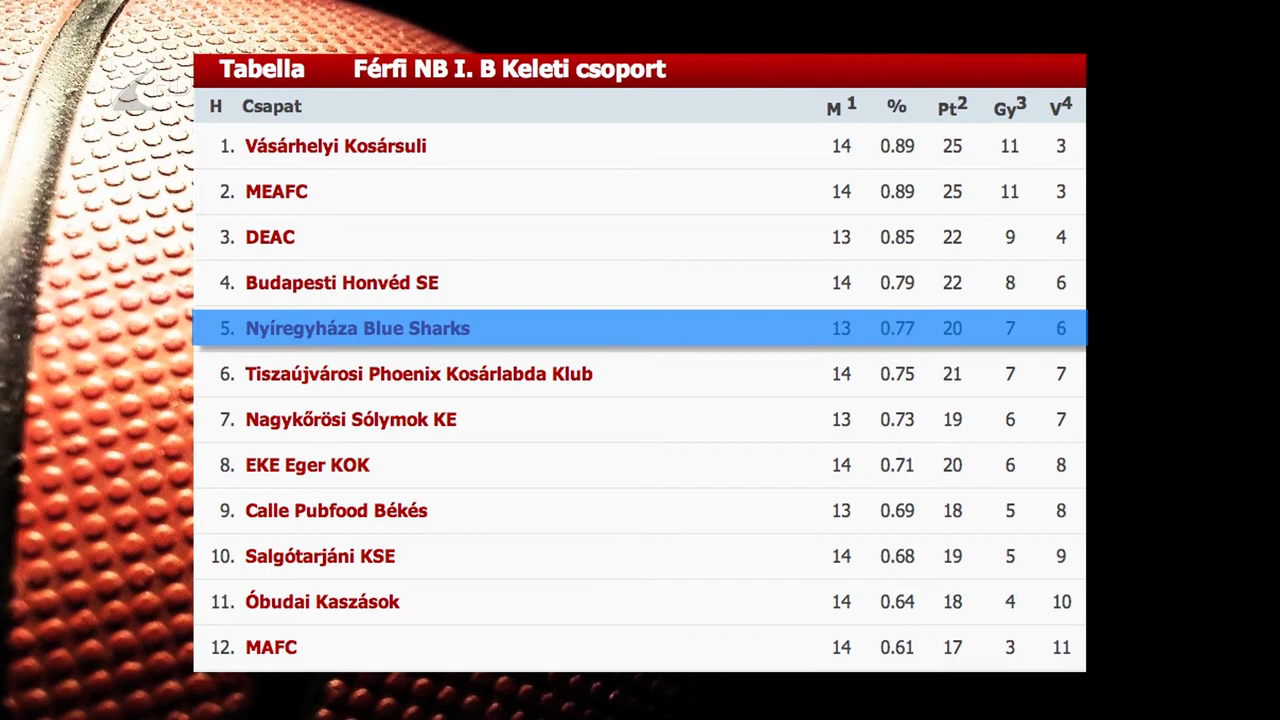 Tabella Férfi NB I. B Keleti csoport
H Csapat M 1 % Pt2 Gy3 V4
1. Vásárhelyi Kosársuli 14 0.89 25 11 3
2. MEAFC 14 0.89 25 11 3
3. DEAC 13 0.85 22 9 4
4. Budapesti Honvéd SE 14 0.79 22 8 6
5. Nyíregyháza Blue Sharks 13 0.77 20 7 6
6. Tiszaújvárosi Phoenix Kosárlabda Klub 14 0.75 21 7 7
7. Nagykőrösi Sólymok KE 13 0.73 19 6 7
8. EKE Eger KOK 14 0.71 20 6 8
9. Calle Pubfood Békés 13 0.69 18 5 8
10. Salgótarjáni KSE 14 0.68 19 5 9
11. Óbudai Kaszások 14 0.64 18 4 10
12. MAFC 14 0.61 17 3 11